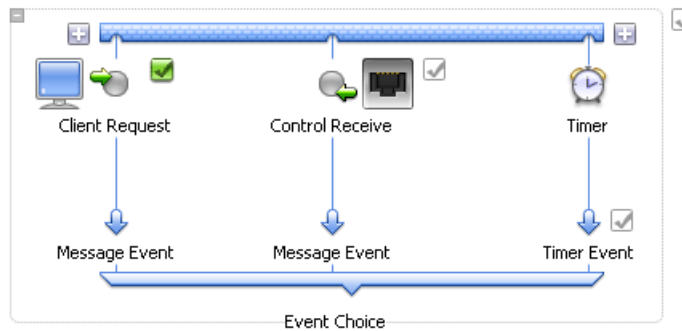 Client Request
Control Receive
Timer
Message Event
Message Event
Timer Event
Event Choice